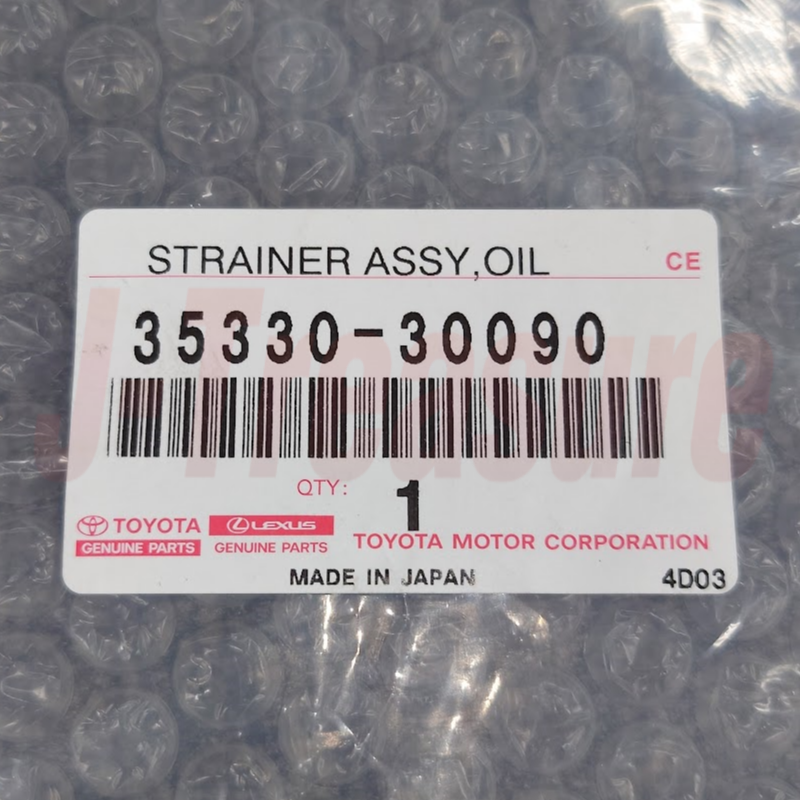 STRAINER ASSY,OIL CE
35330-30090
J Treasure
QTY: 1
TOYOTA LEXUS
GENUINE PARTS GENUINE PARTS TOYOTA MOTOR CORPORATION
MADE IN JAPAN 4D03